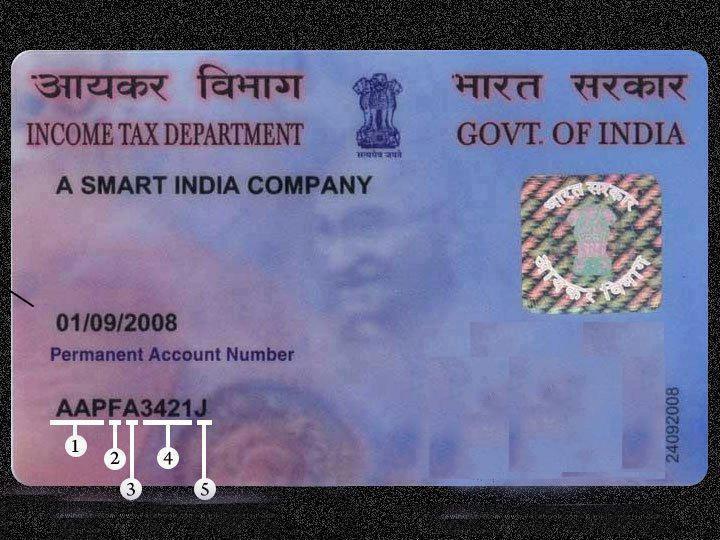 आयकर विभाग
INCOME TAX DEPARTMENT
सत्यमेव जयते
भारत सरकार
GOVT. OF INDIA
A SMART INDIA COMPANY
भारत सरकार
आयकर विभाग
01/09/2008
Permanent Account Number
AAPFA3421J
1
2
3
4
5
24092008